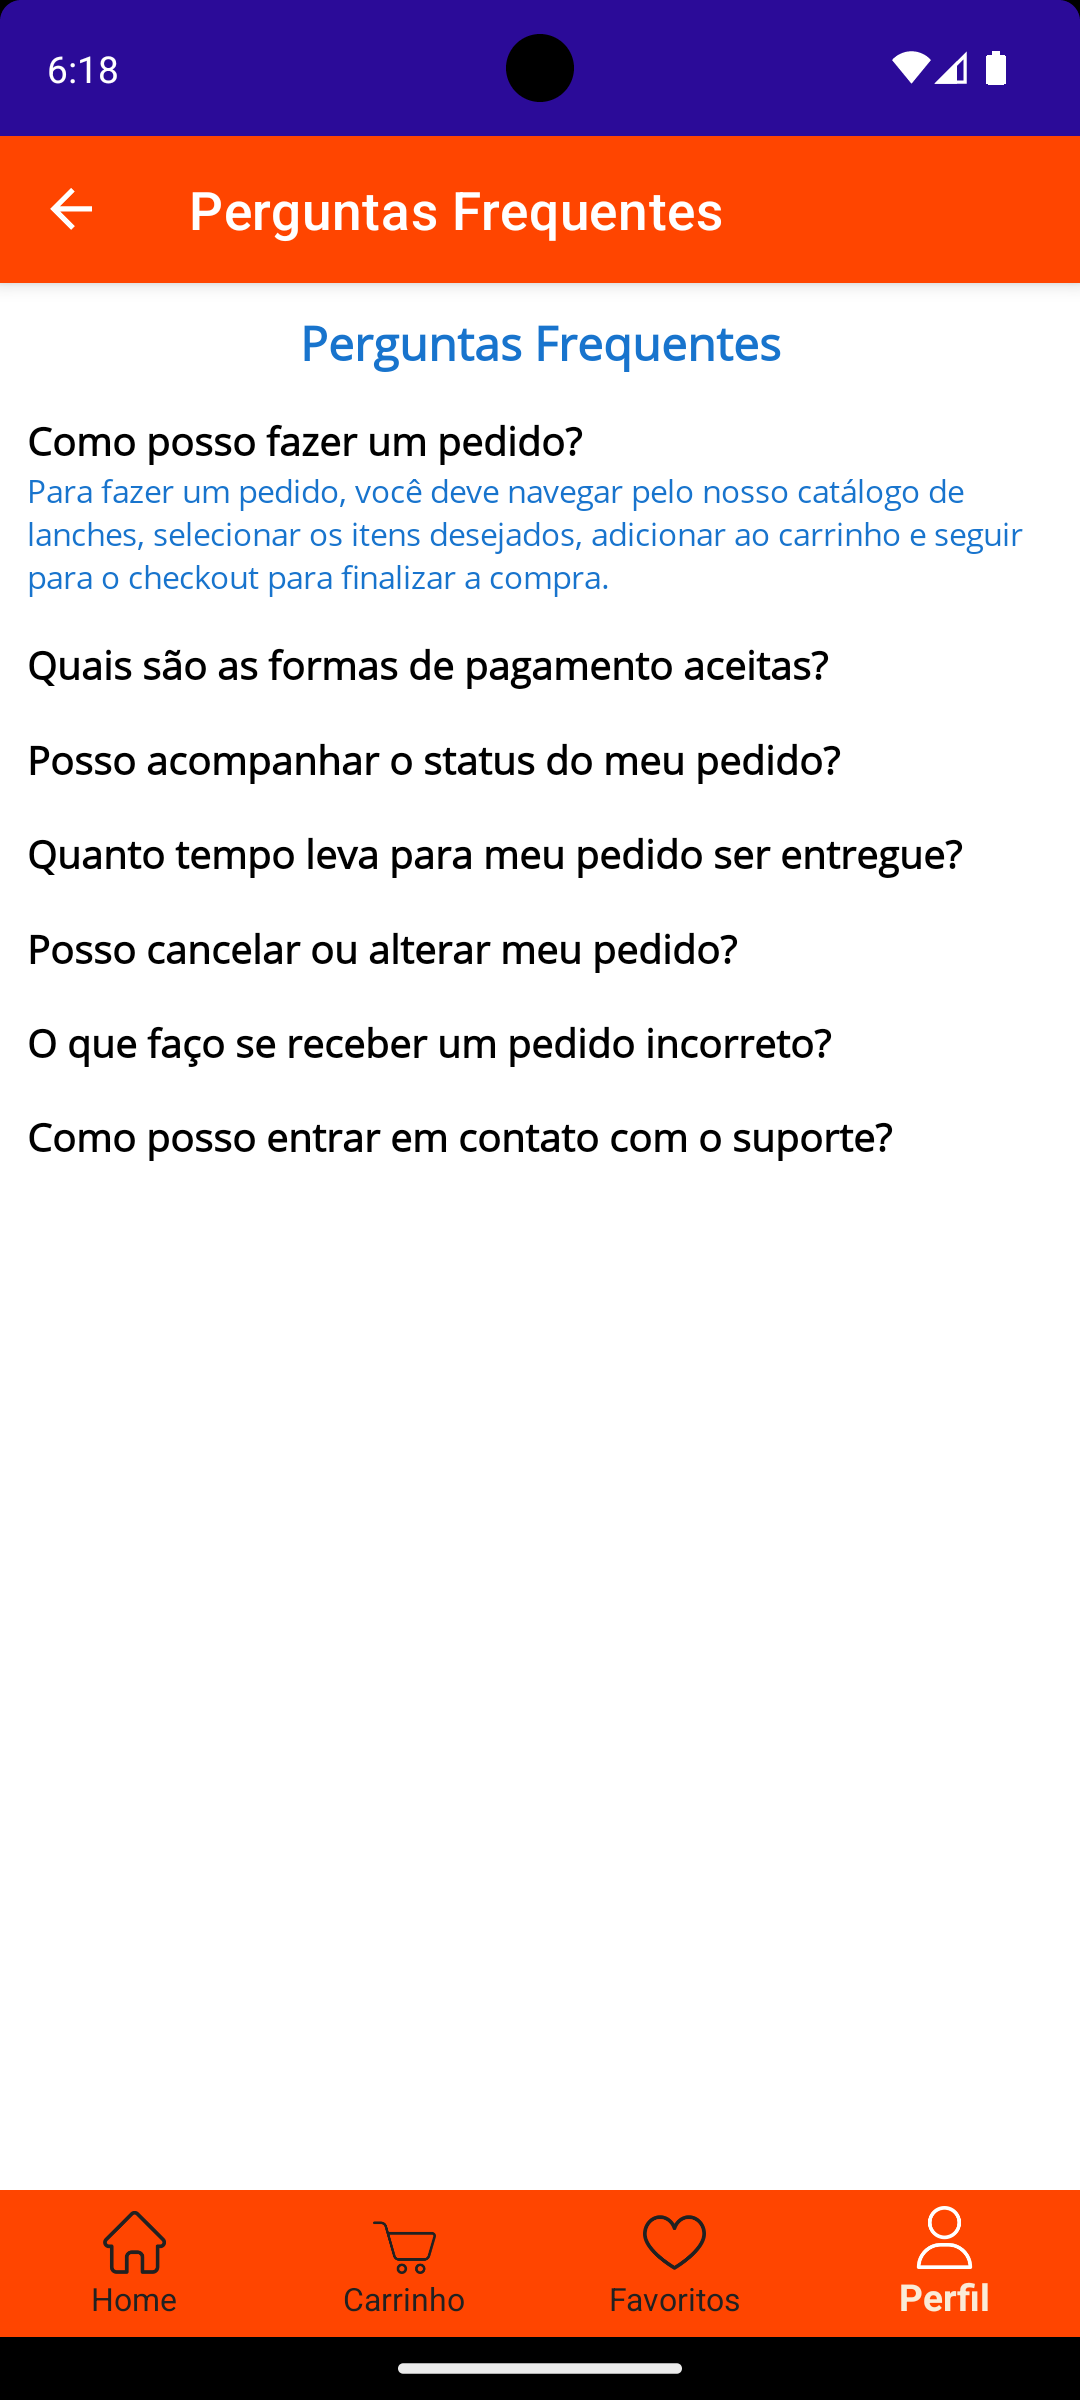 6:18
Perguntas Frequentes
Perguntas Frequentes
Como posso fazer um pedido?
Para fazer um pedido, você deve navegar pelo nosso catálogo de
lanches, selecionar os itens desejados, adicionar ao carrinho e seguir
para o checkout para finalizar a compra.
Quais são as formas de pagamento aceitas?
Posso acompanhar o status do meu pedido?
Quanto tempo leva para meu pedido ser entregue?
Posso cancelar ou alterar meu pedido?
O que faço se receber um pedido incorreto?
Como posso entrar em contato com o suporte?
Home Carrinho Favoritos Perfil